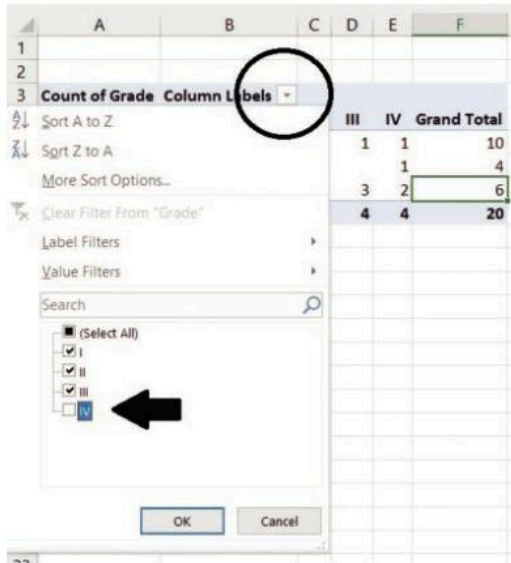 A B C D E F
1
2
3 Count of Grade Column Labels
Sort A to Z III IV Grand Total
Sort Z to A 1 1 10
More Sort Options... 1 4
3 2 6
Clear Filter From "Grade" 4 4 20
Label Filters
Value Filters
Search
(Select All)
I
II
III
IV
OK Cancel